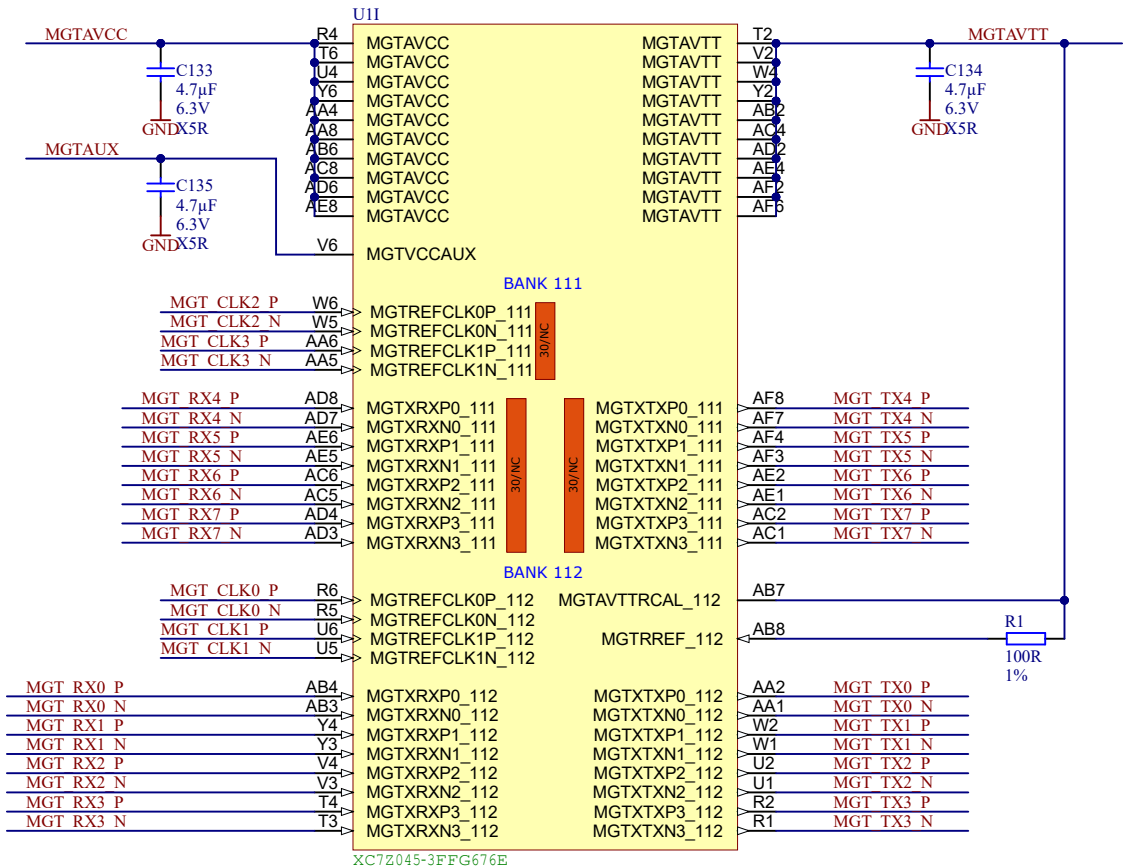 U1I
MGTAVCC R4 MGTAVCC MGTAVTT T2 MGTAVTT
T6 MGTAVCC MGTAVTT V2
C133 U4 MGTAVCC MGTAVTT W4 C134
4.7µF Y6 MGTAVCC MGTAVTT Y2 4.7µF
6.3V AA4 MGTAVCC MGTAVTT AB2 6.3V
GND X5R AA8 MGTAVCC MGTAVTT AC4 GND X5R
MGTAUX AB6 MGTAVCC MGTAVTT AD2
C135 AC8 MGTAVCC MGTAVTT AE4
4.7µF AD6 MGTAVCC MGTAVTT AF2
6.3V AE8 MGTAVCC MGTAVTT AF6
GND X5R V6 MGTVCCAUX
BANK 111
MGT_CLK2_P W6 MGTREFCLK0P_111
MGT_CLK2_N W5 MGTREFCLK0N_111
30/NC
MGT_CLK3_P AA6 MGTREFCLK1P_111
MGT_CLK3_N AA5 MGTREFCLK1N_111
MGT_RX4_P AD8 MGTXRXP0_111 MGTXTXP0_111 AF8 MGT_TX4_P
MGT_RX4_N AD7 MGTXRXN0_111 MGTXTXN0_111 AF7 MGT_TX4_N
MGT_RX5_P AE6 MGTXRXP1_111 MGTXTXP1_111 AF4 MGT_TX5_P
MGT_RX5_N AE5 MGTXRXN1_111 MGTXTXN1_111 AF3 MGT_TX5_N
30/NC 30/NC
MGT_RX6_P AC6 MGTXRXP2_111 MGTXTXP2_111 AE2 MGT_TX6_P
MGT_RX6_N AC5 MGTXRXN2_111 MGTXTXN2_111 AE1 MGT_TX6_N
MGT_RX7_P AD4 MGTXRXP3_111 MGTXTXP3_111 AC2 MGT_TX7_P
MGT_RX7_N AD3 MGTXRXN3_111 MGTXTXN3_111 AC1 MGT_TX7_N
BANK 112
MGT_CLK0_P R6 MGTREFCLK0P_112 MGTAVTTRCAL_112 AB7
MGT_CLK0_N R5 MGTREFCLK0N_112
MGT_CLK1_P U6 MGTREFCLK1P_112 MGTRREF_112 AB8 R1
MGT_CLK1_N U5 MGTREFCLK1N_112 100R
1%
MGT_RX0_P AB4 MGTXRXP0_112 MGTXTXP0_112 AA2 MGT_TX0_P
MGT_RX0_N AB3 MGTXRXN0_112 MGTXTXN0_112 AA1 MGT_TX0_N
MGT_RX1_P Y4 MGTXRXP1_112 MGTXTXP1_112 W2 MGT_TX1_P
MGT_RX1_N Y3 MGTXRXN1_112 MGTXTXN1_112 W1 MGT_TX1_N
MGT_RX2_P V4 MGTXRXP2_112 MGTXTXP2_112 U2 MGT_TX2_P
MGT_RX2_N V3 MGTXRXN2_112 MGTXTXN2_112 U1 MGT_TX2_N
MGT_RX3_P T4 MGTXRXP3_112 MGTXTXP3_112 R2 MGT_TX3_P
MGT_RX3_N T3 MGTXRXN3_112 MGTXTXN3_112 R1 MGT_TX3_N
XC7Z045-3FFG676E